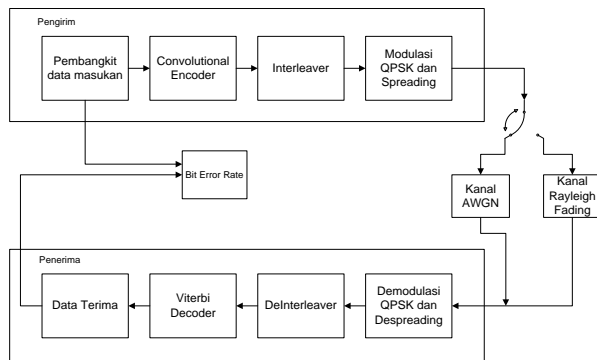 Pengirim
Pembangkit
data masukan
Convolutional
Encoder
Interleaver
Modulasi
QPSK dan
Spreading
Bit Error Rate
Kanal
AWGN
Kanal
Rayleigh
Fading
Penerima
Data Terima
Viterbi
Decoder
DeInterleaver
Demodulasi
QPSK dan
Despreading